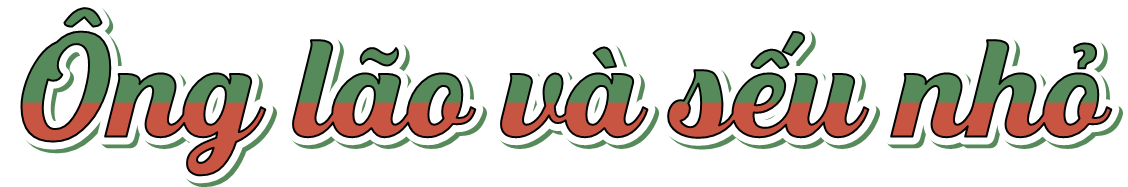 Ông lão và sếu nhỏ